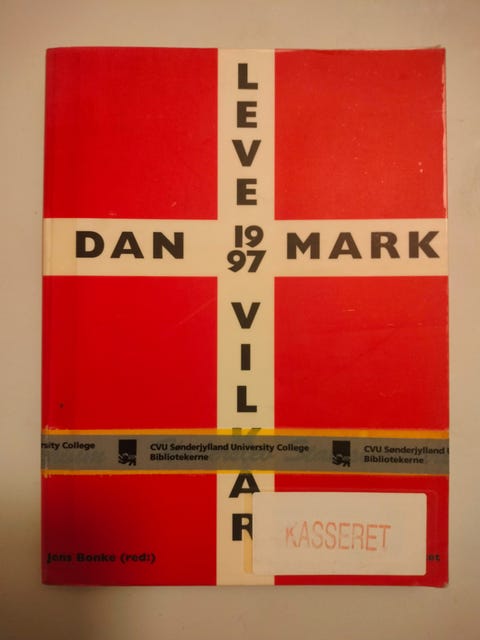 LEVE
DAN 19 97 MARK
VILKAR
rsity College
CVU Sønderjylland University College
Bibliotekerne
CVU Sønderjylland U
Bibliotekerne
KASSERET
Jens Bonke (red:)